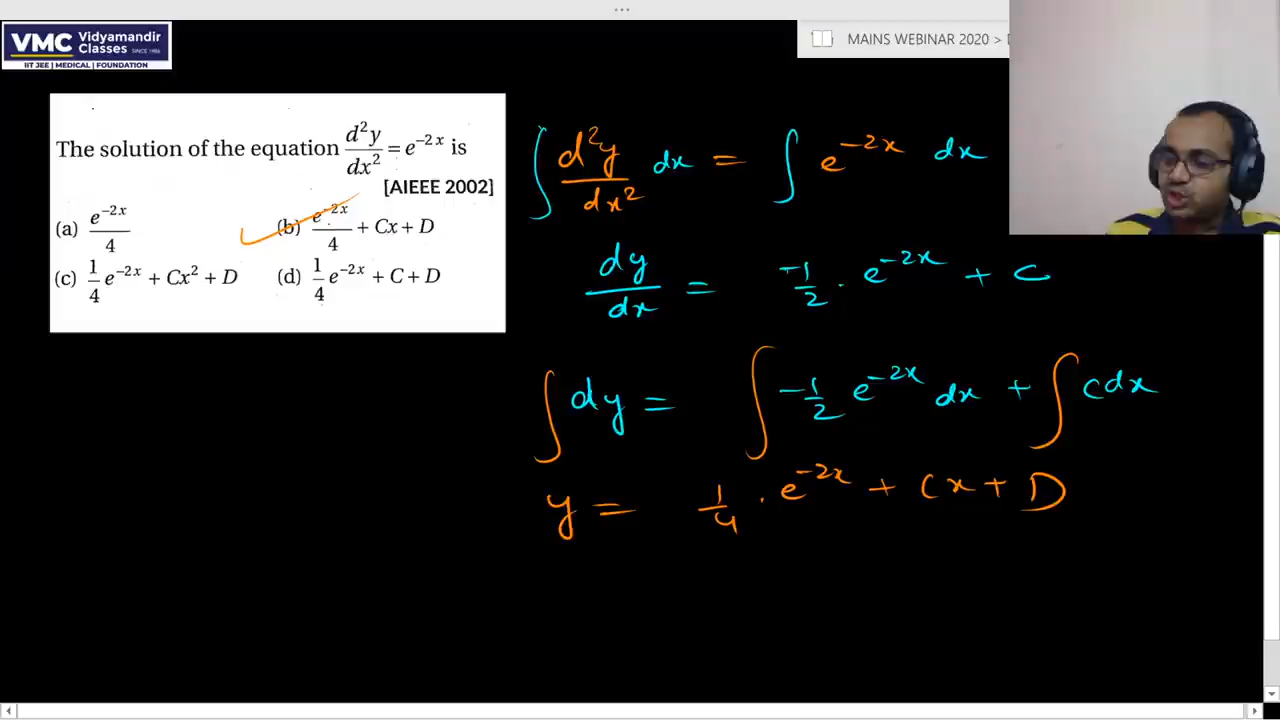 VMC Vidyamandir Classes SINCE 1986
IIT JEE | MEDICAL | FOUNDATION
MAINS WEBINAR 2020 > D
The solution of the equation d²y/dx² = e⁻²ˣ is
[AIEEE 2002]
(a) e⁻²ˣ/4
(b) e⁻²ˣ/4 + Cx + D
(c) 1/4 e⁻²ˣ + Cx² + D
(d) 1/4 e⁻²ˣ + C + D
∫ d²y/dx² dx = ∫ e⁻²ˣ dx
dy/dx = -1/2 · e⁻²ˣ + C
∫ dy = ∫ -1/2 e⁻²ˣ dx + ∫ C dx
y = 1/4 · e⁻²ˣ + Cx + D